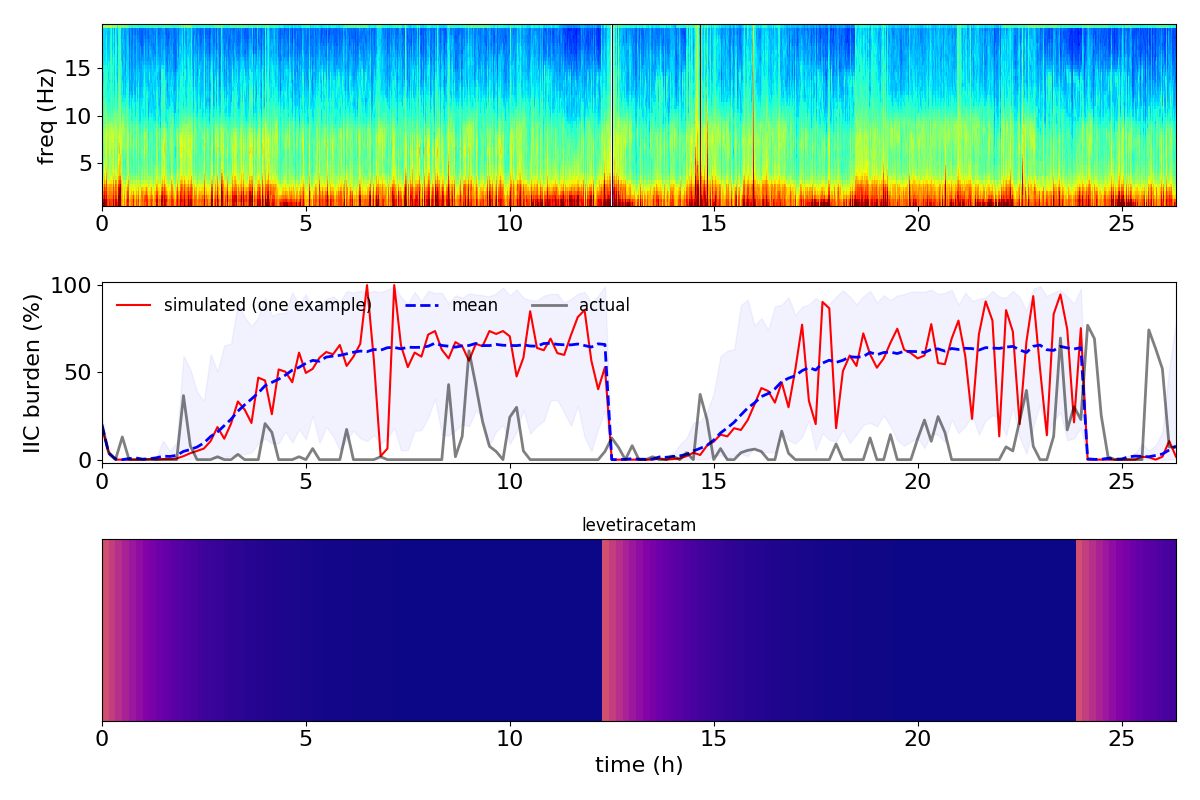 freq (Hz)
15
10
5
0 5 10 15 20 25
IIC burden (%)
100
50
0
simulated (one example) mean actual
0 5 10 15 20 25
levetiracetam
0 5 10 15 20 25
time (h)